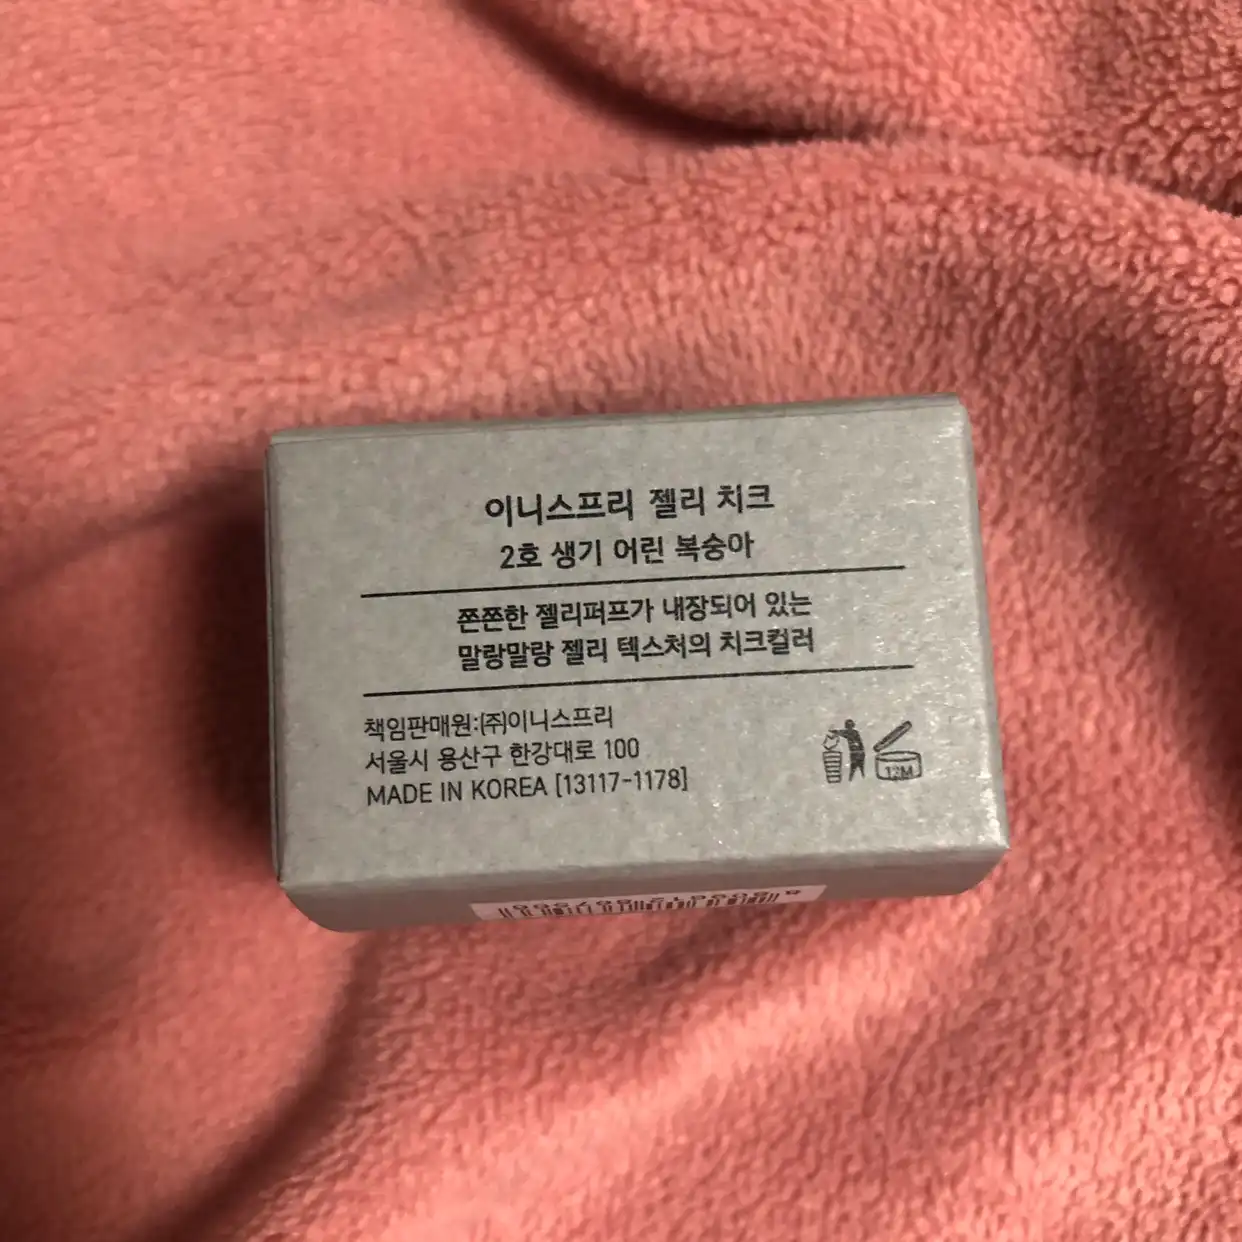 이니스프리 젤리 치크
2호 생기 어린 복숭아
쫀쫀한 젤리퍼프가 내장되어 있는
말랑말랑 젤리 텍스처의 치크컬러
책임판매원:(주)이니스프리
서울시 용산구 한강대로 100
MADE IN KOREA [13117-1178]
12M